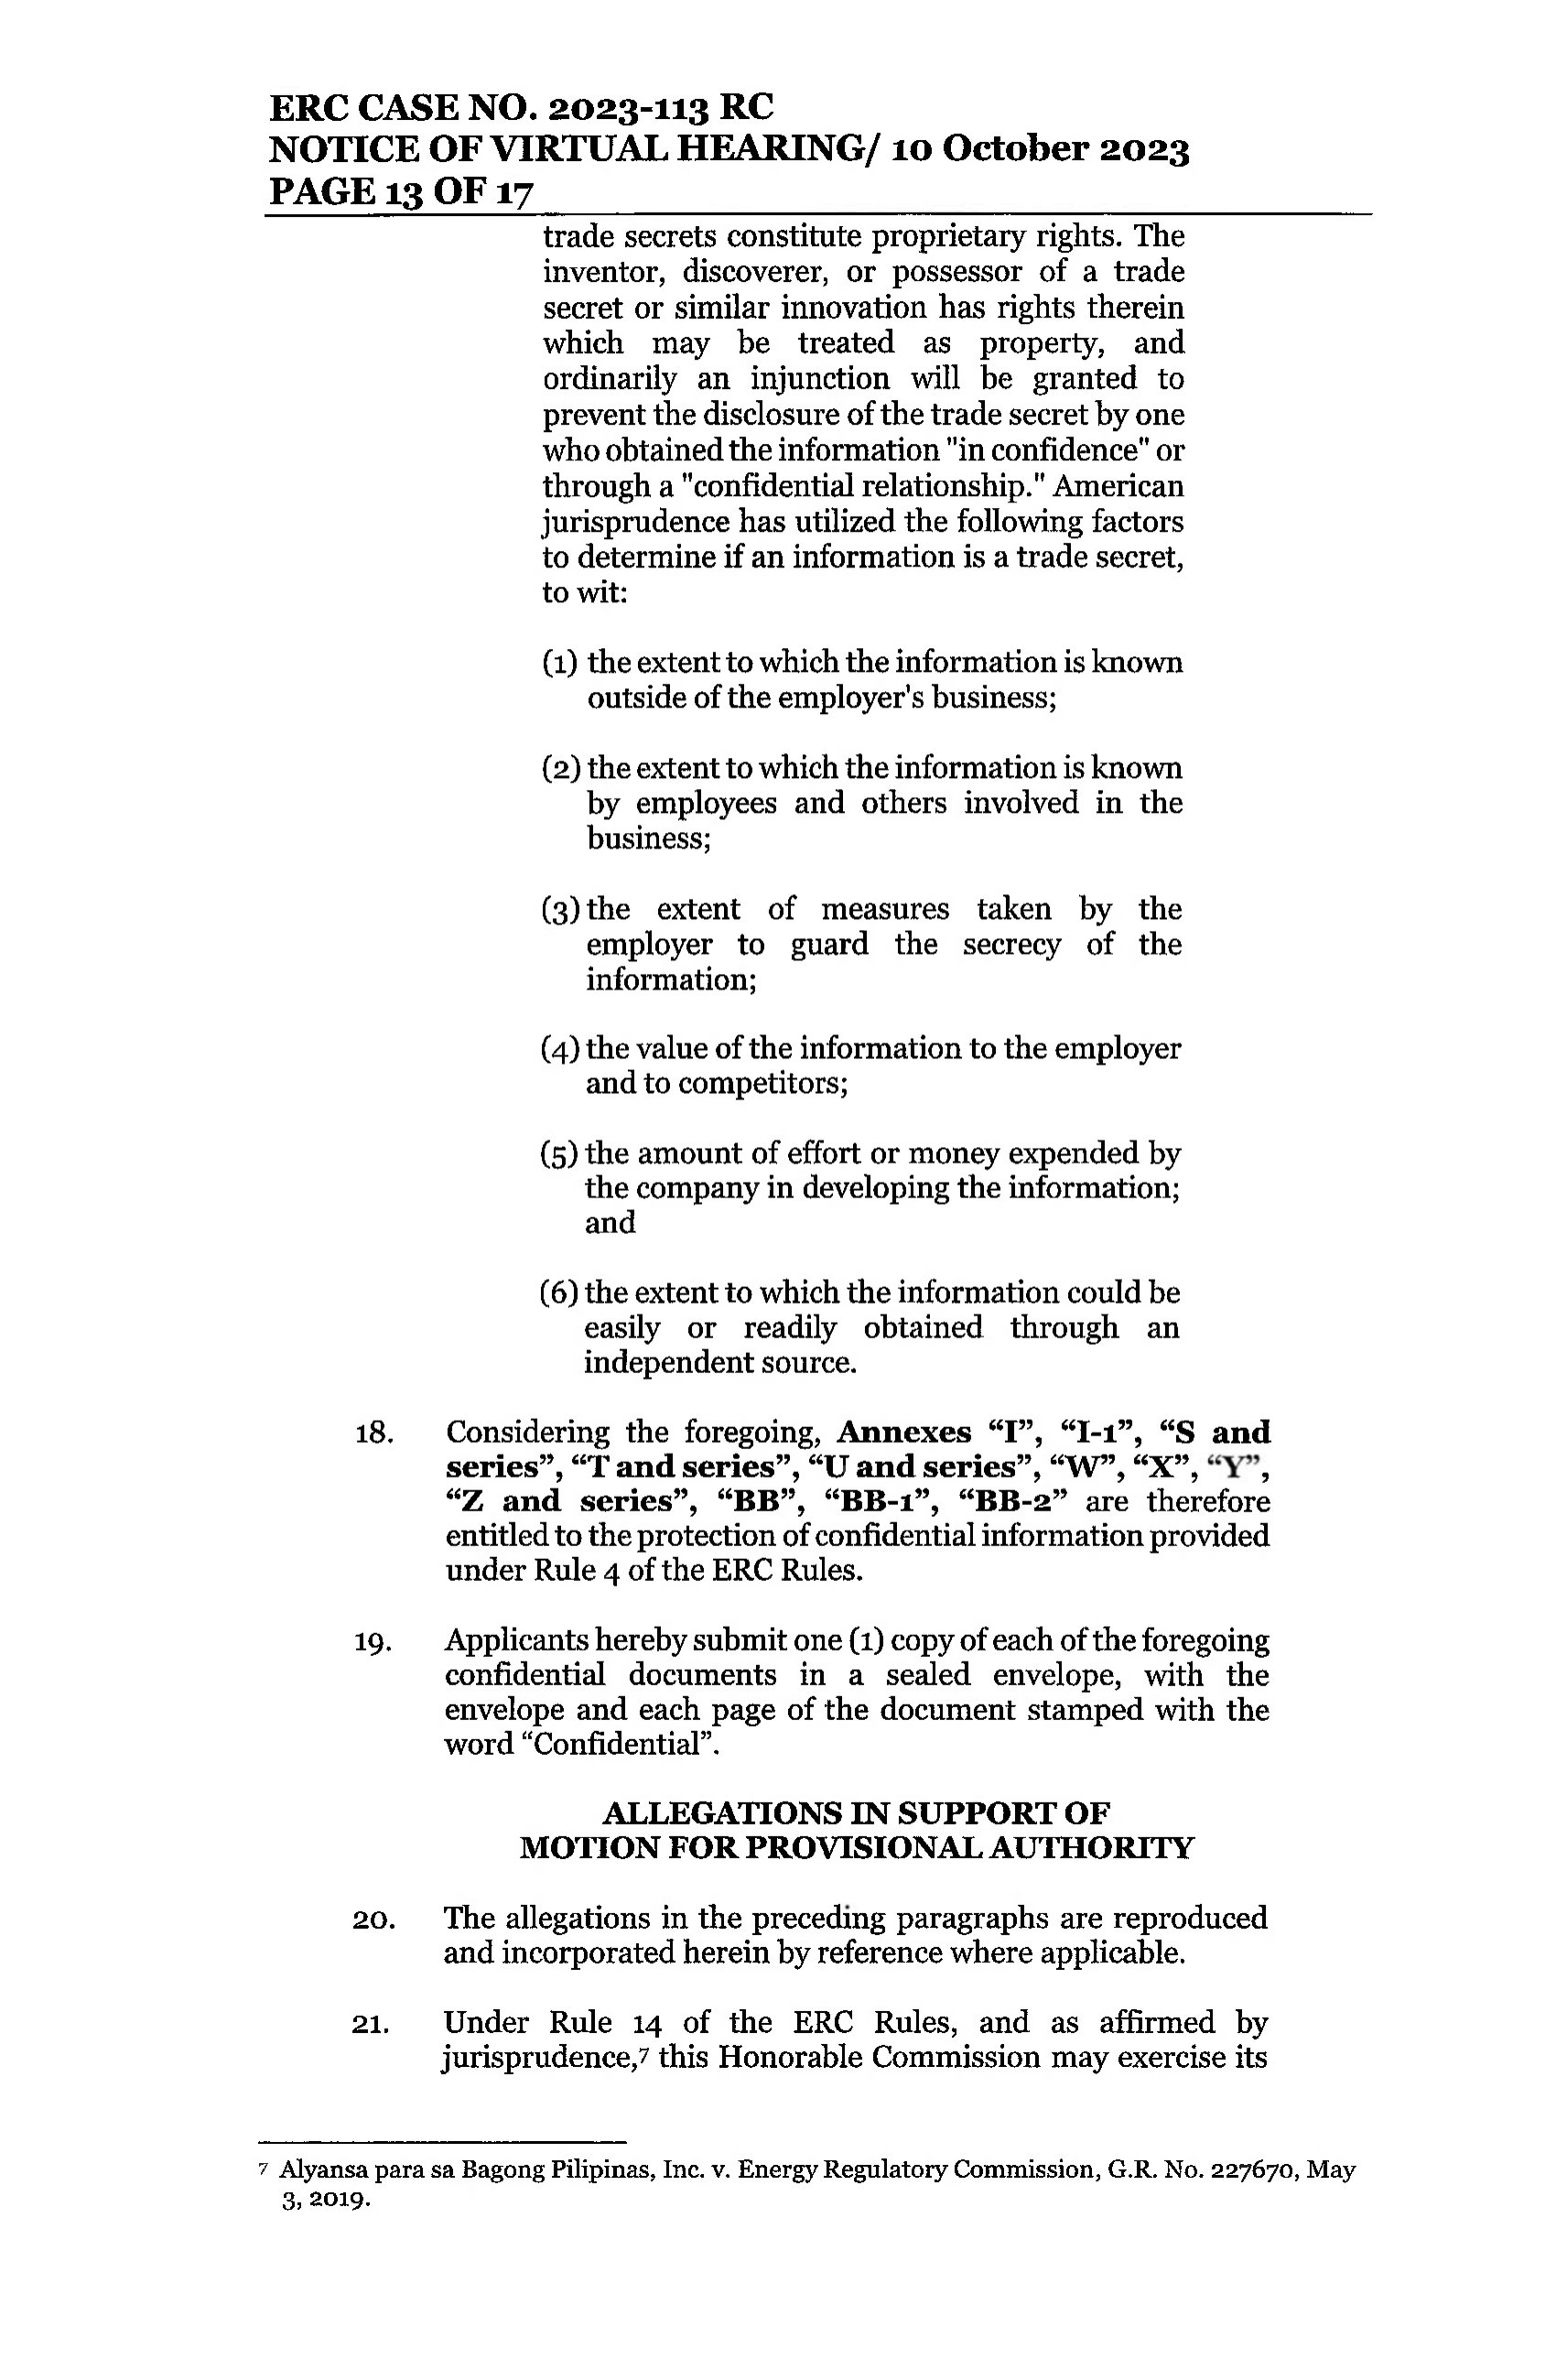 ERC CASE NO. 2023-113 RC
NOTICE OF VIRTUAL HEARING/ 10 October 2023
PAGE 13 OF 17
trade secrets constitute proprietary rights. The
inventor, discoverer, or possessor of a trade
secret or similar innovation has rights therein
which may be treated as property, and
ordinarily an injunction will be granted to
prevent the disclosure of the trade secret by one
who obtained the information "in confidence" or
through a "confidential relationship." American
jurisprudence has utilized the following factors
to determine if an information is a trade secret,
to wit:
(1) the extent to which the information is known
outside of the employer's business;
(2) the extent to which the information is known
by employees and others involved in the
business;
(3) the extent of measures taken by the
employer to guard the secrecy of the
information;
(4) the value of the information to the employer
and to competitors;
(5) the amount of effort or money expended by
the company in developing the information;
and
(6) the extent to which the information could be
easily or readily obtained through an
independent source.
18. Considering the foregoing, Annexes “I”, “I-1”, “S and
series”, “T and series”, “U and series”, “W”, “X”, “Y”,
“Z and series”, “BB”, “BB-1”, “BB-2” are therefore
entitled to the protection of confidential information provided
under Rule 4 of the ERC Rules.
19. Applicants hereby submit one (1) copy of each of the foregoing
confidential documents in a sealed envelope, with the
envelope and each page of the document stamped with the
word “Confidential”.
ALLEGATIONS IN SUPPORT OF
MOTION FOR PROVISIONAL AUTHORITY
20. The allegations in the preceding paragraphs are reproduced
and incorporated herein by reference where applicable.
21. Under Rule 14 of the ERC Rules, and as affirmed by
jurisprudence,7 this Honorable Commission may exercise its
7 Alyansa para sa Bagong Pilipinas, Inc. v. Energy Regulatory Commission, G.R. No. 227670, May
3, 2019.